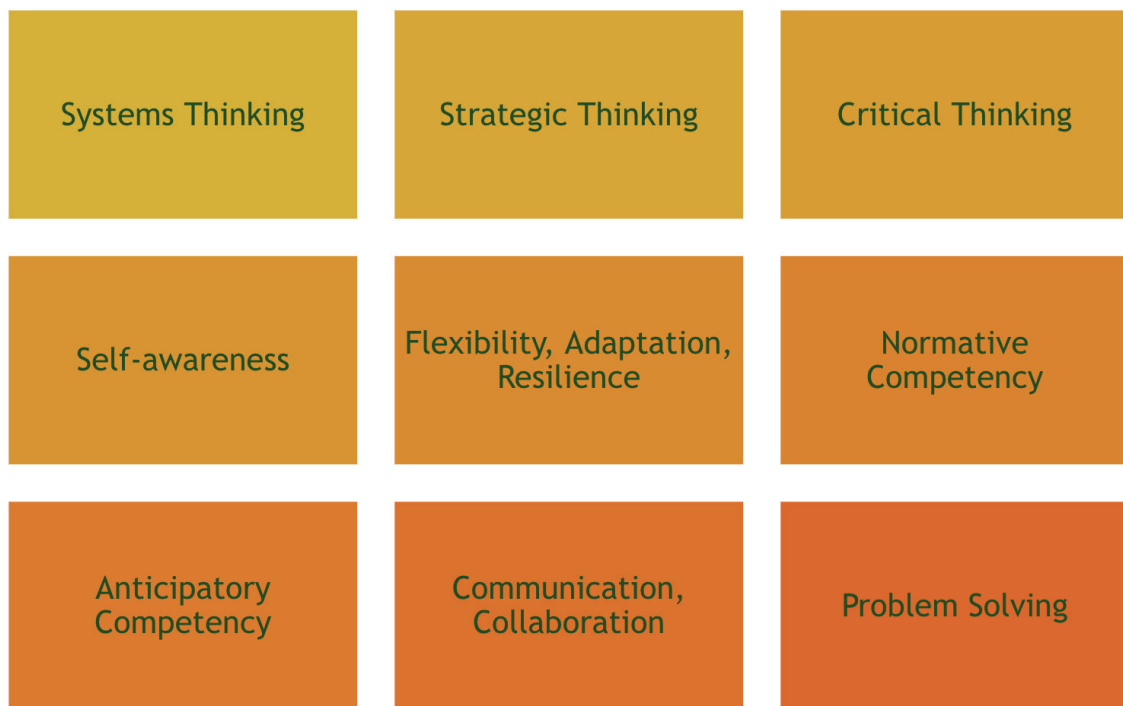 Systems Thinking
Strategic Thinking
Critical Thinking
Self-awareness
Flexibility, Adaptation,
Resilience
Normative
Competency
Anticipatory
Competency
Communication,
Collaboration
Problem Solving